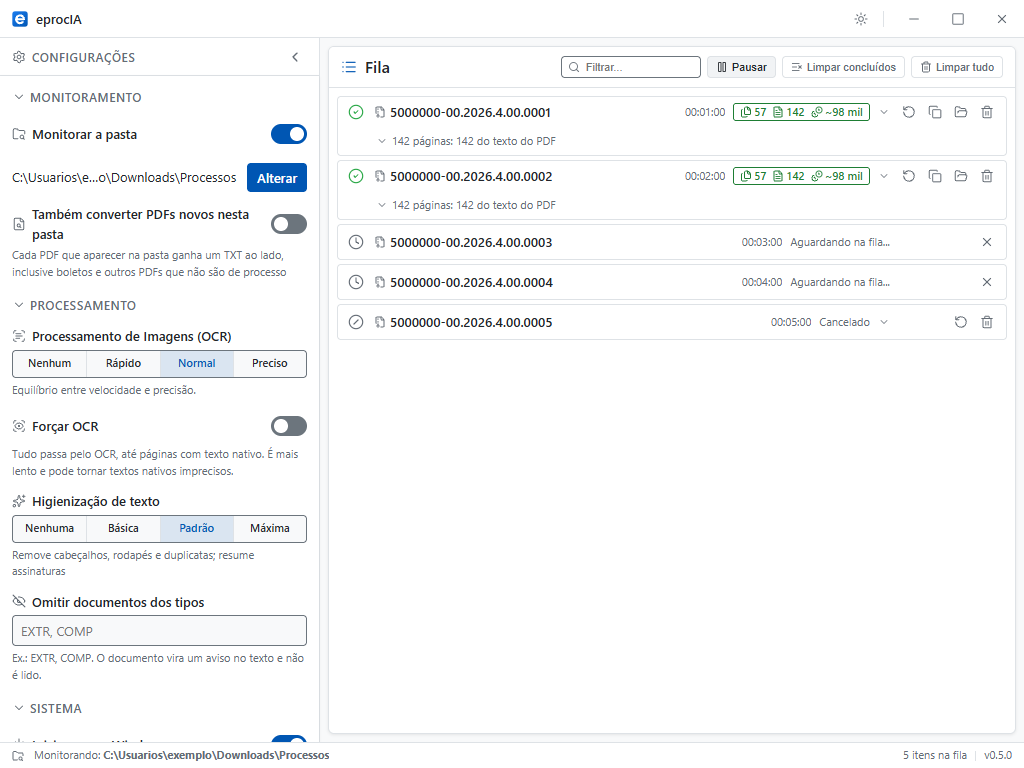 eprocIA
CONFIGURAÇÕES
MONITORAMENTO
Monitorar a pasta
C:\Usuarios\e...o\Downloads\Processos Alterar
Também converter PDFs novos nesta
pasta
Cada PDF que aparecer na pasta ganha um TXT ao lado,
inclusive boletos e outros PDFs que não são de processo
PROCESSAMENTO
Processamento de Imagens (OCR)
Nenhum Rápido Normal Preciso
Equilíbrio entre velocidade e precisão.
Forçar OCR
Tudo passa pelo OCR, até páginas com texto nativo. É mais
lento e pode tornar textos nativos imprecisos.
Higienização de texto
Nenhuma Básica Padrão Máxima
Remove cabeçalhos, rodapés e duplicatas; resume
assinaturas
Omitir documentos dos tipos
EXTR, COMP
Ex.: EXTR, COMP. O documento vira um aviso no texto e não
é lido.
SISTEMA
Fila Filtrar... Pausar Limpar concluídos Limpar tudo
5000000-00.2026.4.00.0001 00:01:00 57 142 ~98 mil
142 páginas: 142 do texto do PDF
5000000-00.2026.4.00.0002 00:02:00 57 142 ~98 mil
142 páginas: 142 do texto do PDF
5000000-00.2026.4.00.0003 00:03:00 Aguardando na fila...
5000000-00.2026.4.00.0004 00:04:00 Aguardando na fila...
5000000-00.2026.4.00.0005 00:05:00 Cancelado
Monitorando: C:\Usuarios\exemplo\Downloads\Processos 5 itens na fila v0.5.0